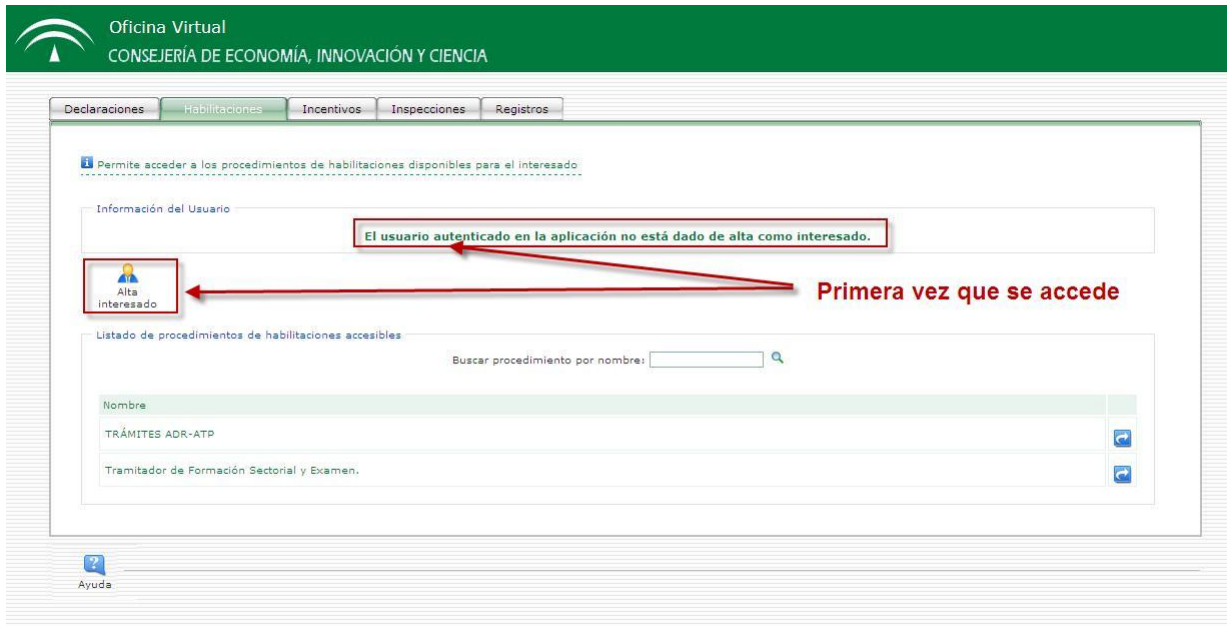 Oficina Virtual
CONSEJERÍA DE ECONOMÍA, INNOVACIÓN Y CIENCIA
Declaraciones Habilitaciones Incentivos Inspecciones Registros
Permite acceder a los procedimientos de habilitaciones disponibles para el interesado
Información del Usuario
El usuario autenticado en la aplicación no está dado de alta como interesado.
Alta
interesado
Primera vez que se accede
Listado de procedimientos de habilitaciones accesibles
Buscar procedimiento por nombre:
Nombre
TRÁMITES ADR-ATP
Tramitador de Formación Sectorial y Examen.
Ayuda